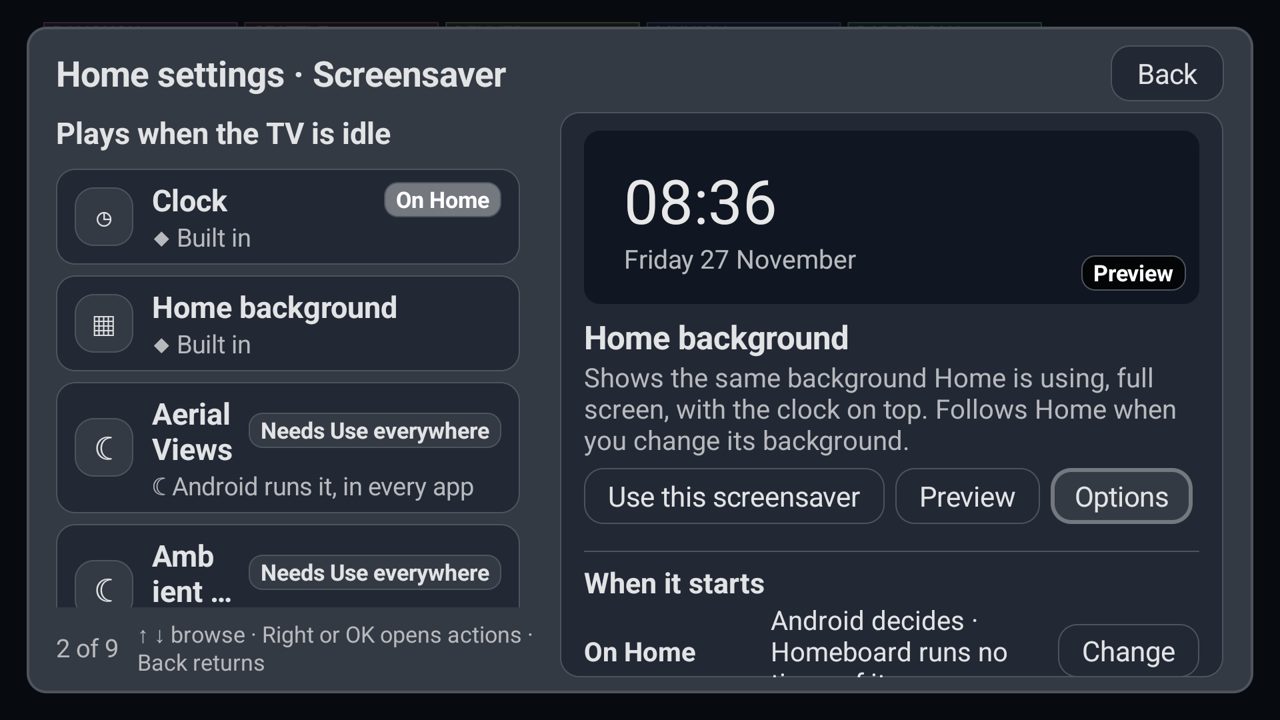 Home settings · Screensaver
Back
Plays when the TV is idle
Clock
On Home
◆ Built in
Home background
◆ Built in
Aerial
Views
Needs Use everywhere
☾ Android runs it, in every app
Amb
ient ...
Needs Use everywhere
2 of 9
↑ ↓ browse · Right or OK opens actions ·
Back returns
08:36
Friday 27 November
Preview
Home background
Shows the same background Home is using, full
screen, with the clock on top. Follows Home when
you change its background.
Use this screensaver
Preview
Options
When it starts
On Home
Android decides ·
Homeboard runs no
Change